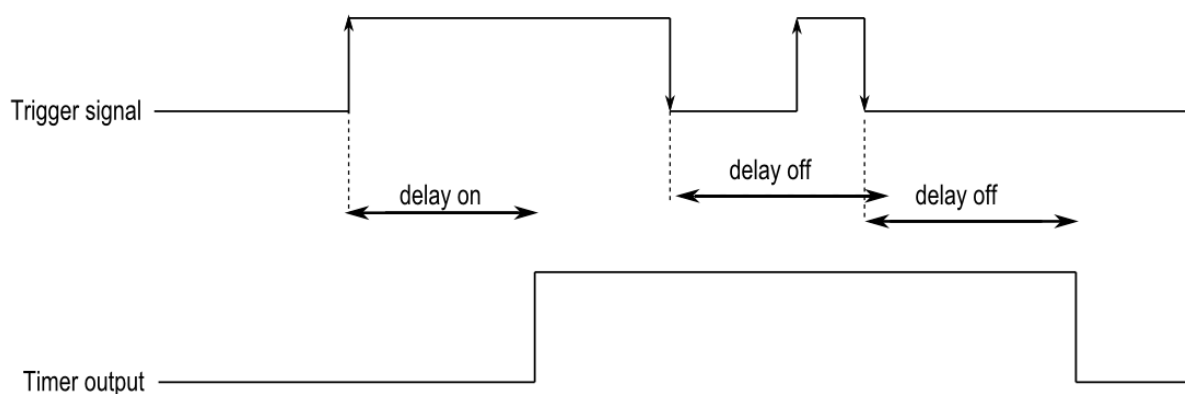 Trigger signal
delay off
delay on
delay off
Timer output